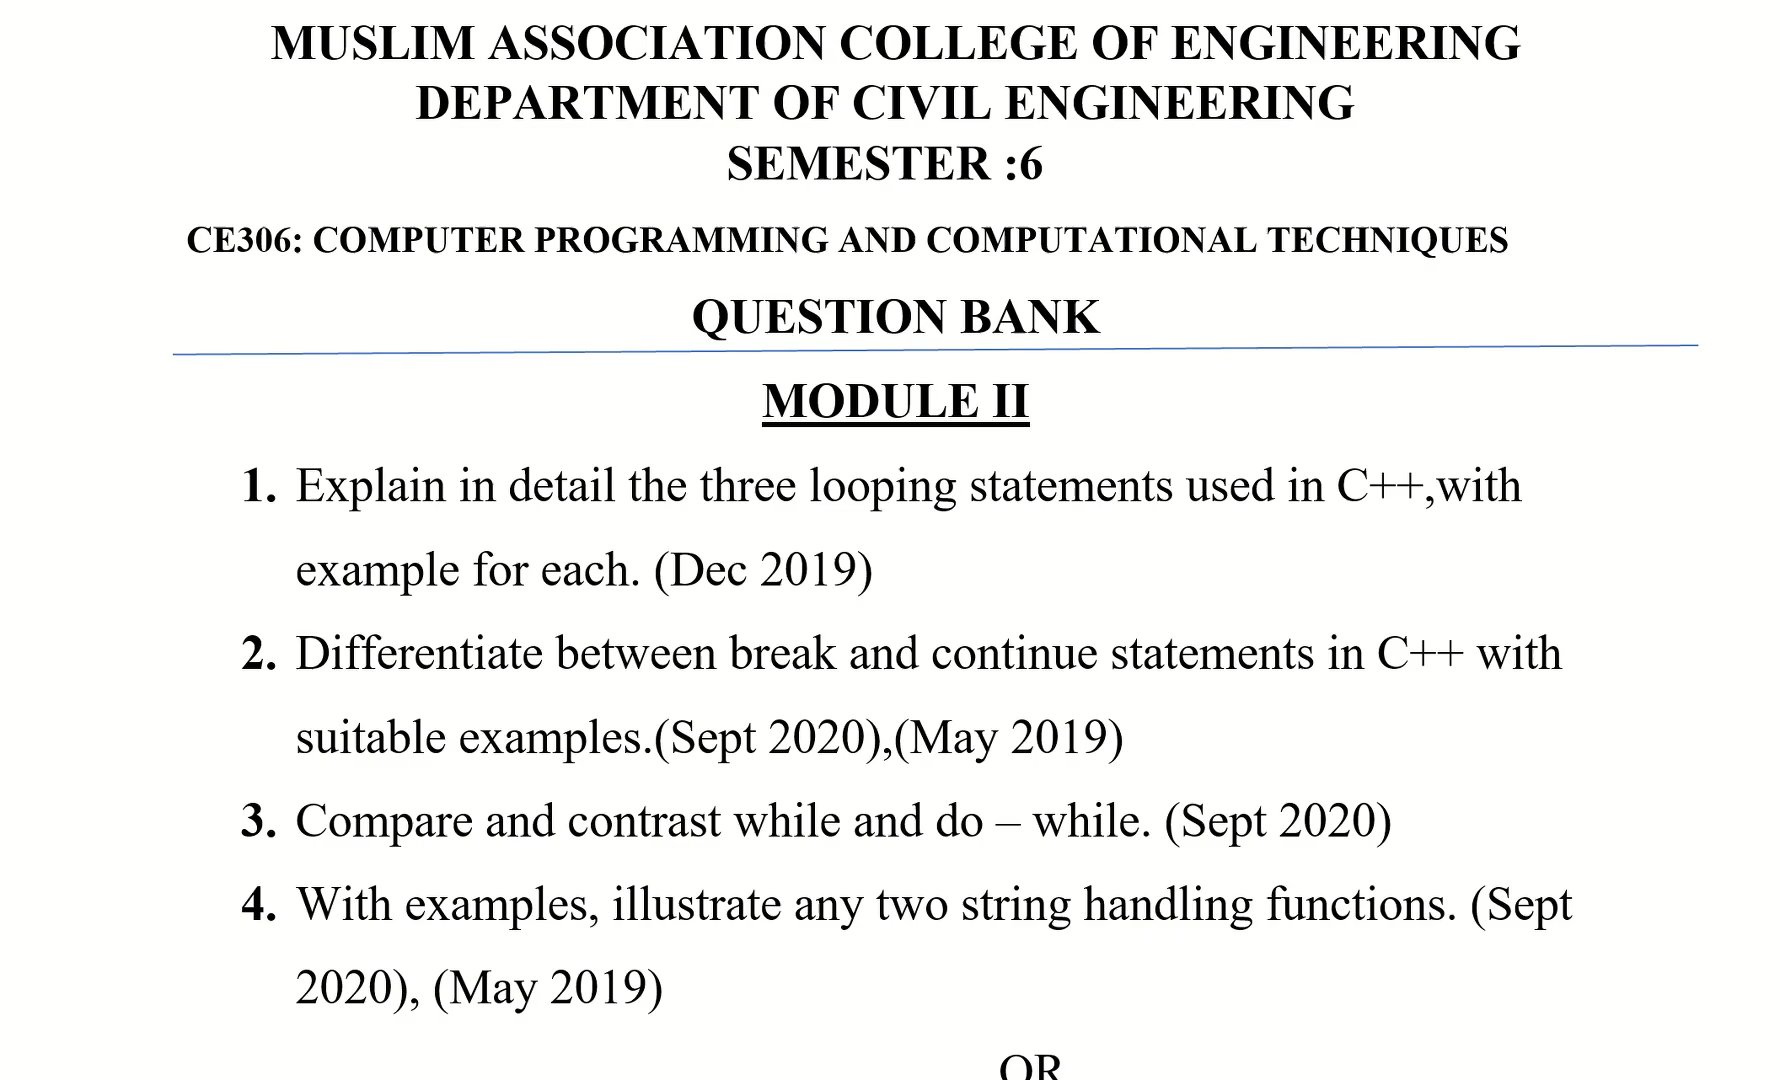 MUSLIM ASSOCIATION COLLEGE OF ENGINEERING
DEPARTMENT OF CIVIL ENGINEERING
SEMESTER :6
CE306: COMPUTER PROGRAMMING AND COMPUTATIONAL TECHNIQUES
QUESTION BANK
MODULE II
1. Explain in detail the three looping statements used in C++,with
example for each. (Dec 2019)
2. Differentiate between break and continue statements in C++ with
suitable examples.(Sept 2020),(May 2019)
3. Compare and contrast while and do – while. (Sept 2020)
4. With examples, illustrate any two string handling functions. (Sept
2020), (May 2019)
OR